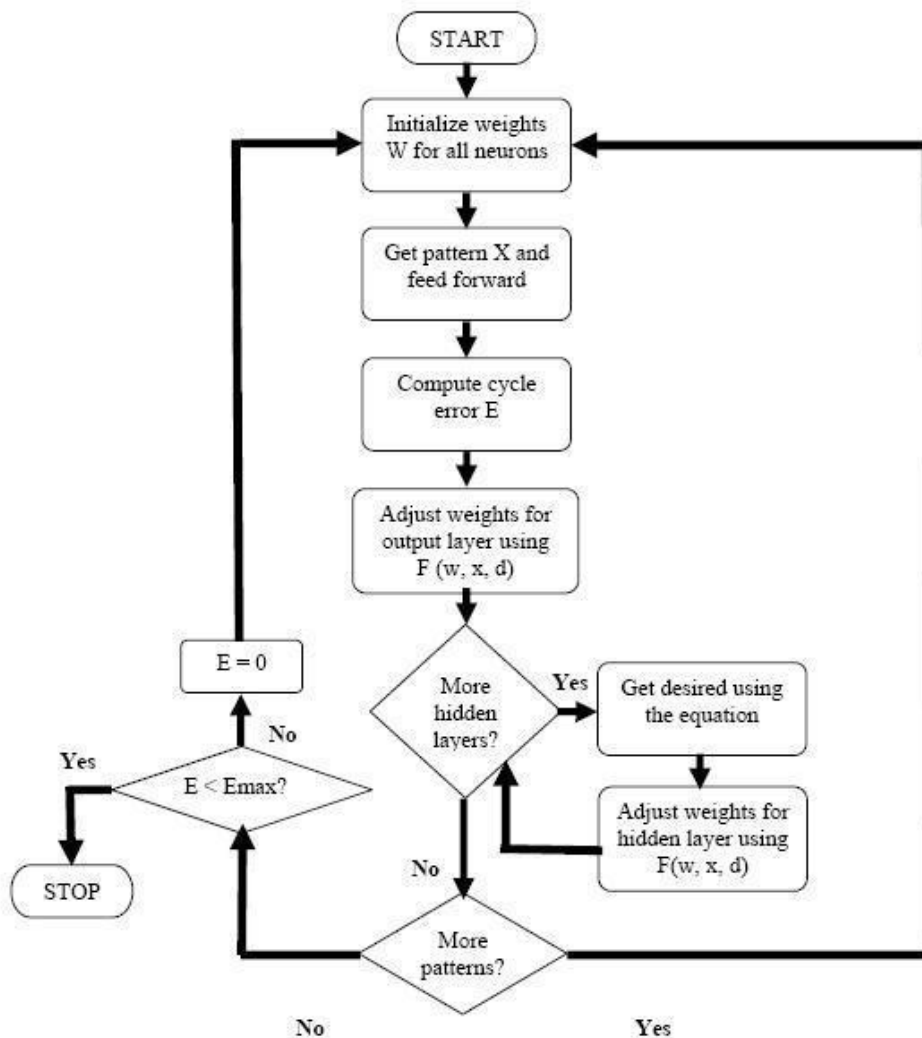 START
Initialize weights
W for all neurons
Get pattern X and
feed forward
Compute cycle
error E
Adjust weights for
output layer using
F (w, x, d)
E = 0
More
hidden
layers?
Yes
Get desired using
the equation
No
Yes
E < Emax?
Adjust weights for
hidden layer using
F(w, x, d)
No
STOP
More
patterns?
No
Yes